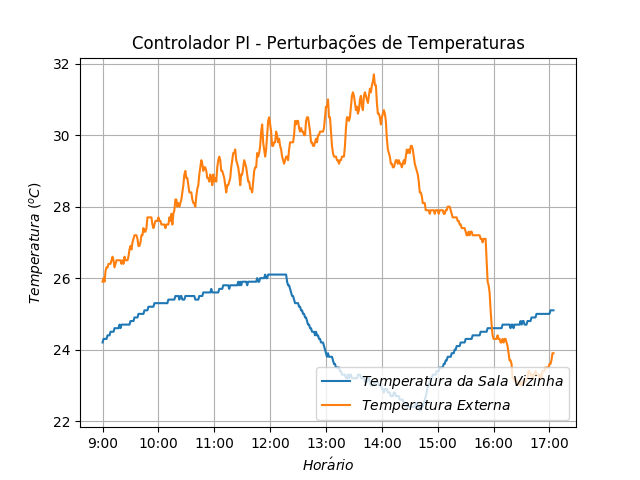 Controlador PI - Perturbações de Temperaturas
Temperatura (ºC)
32
30
28
26
24
22
9:00 10:00 11:00 12:00 13:00 14:00 15:00 16:00 17:00
Horário
Temperatura da Sala Vizinha
Temperatura Externa